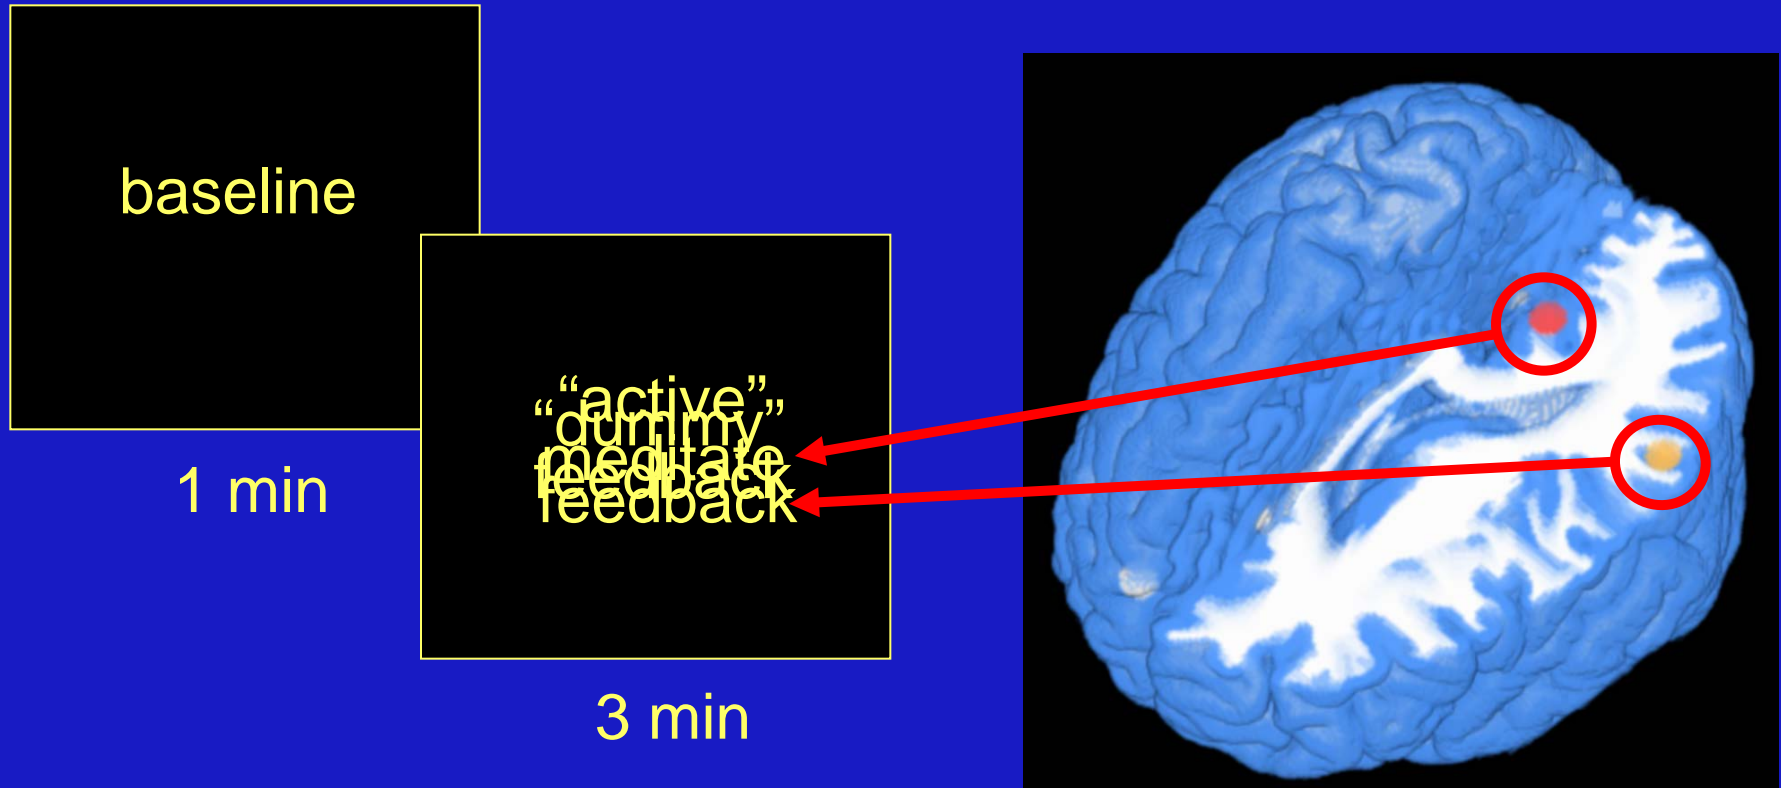 baseline
1 min
“active”
“dummy”
meditate
feedback
feedback
3 min